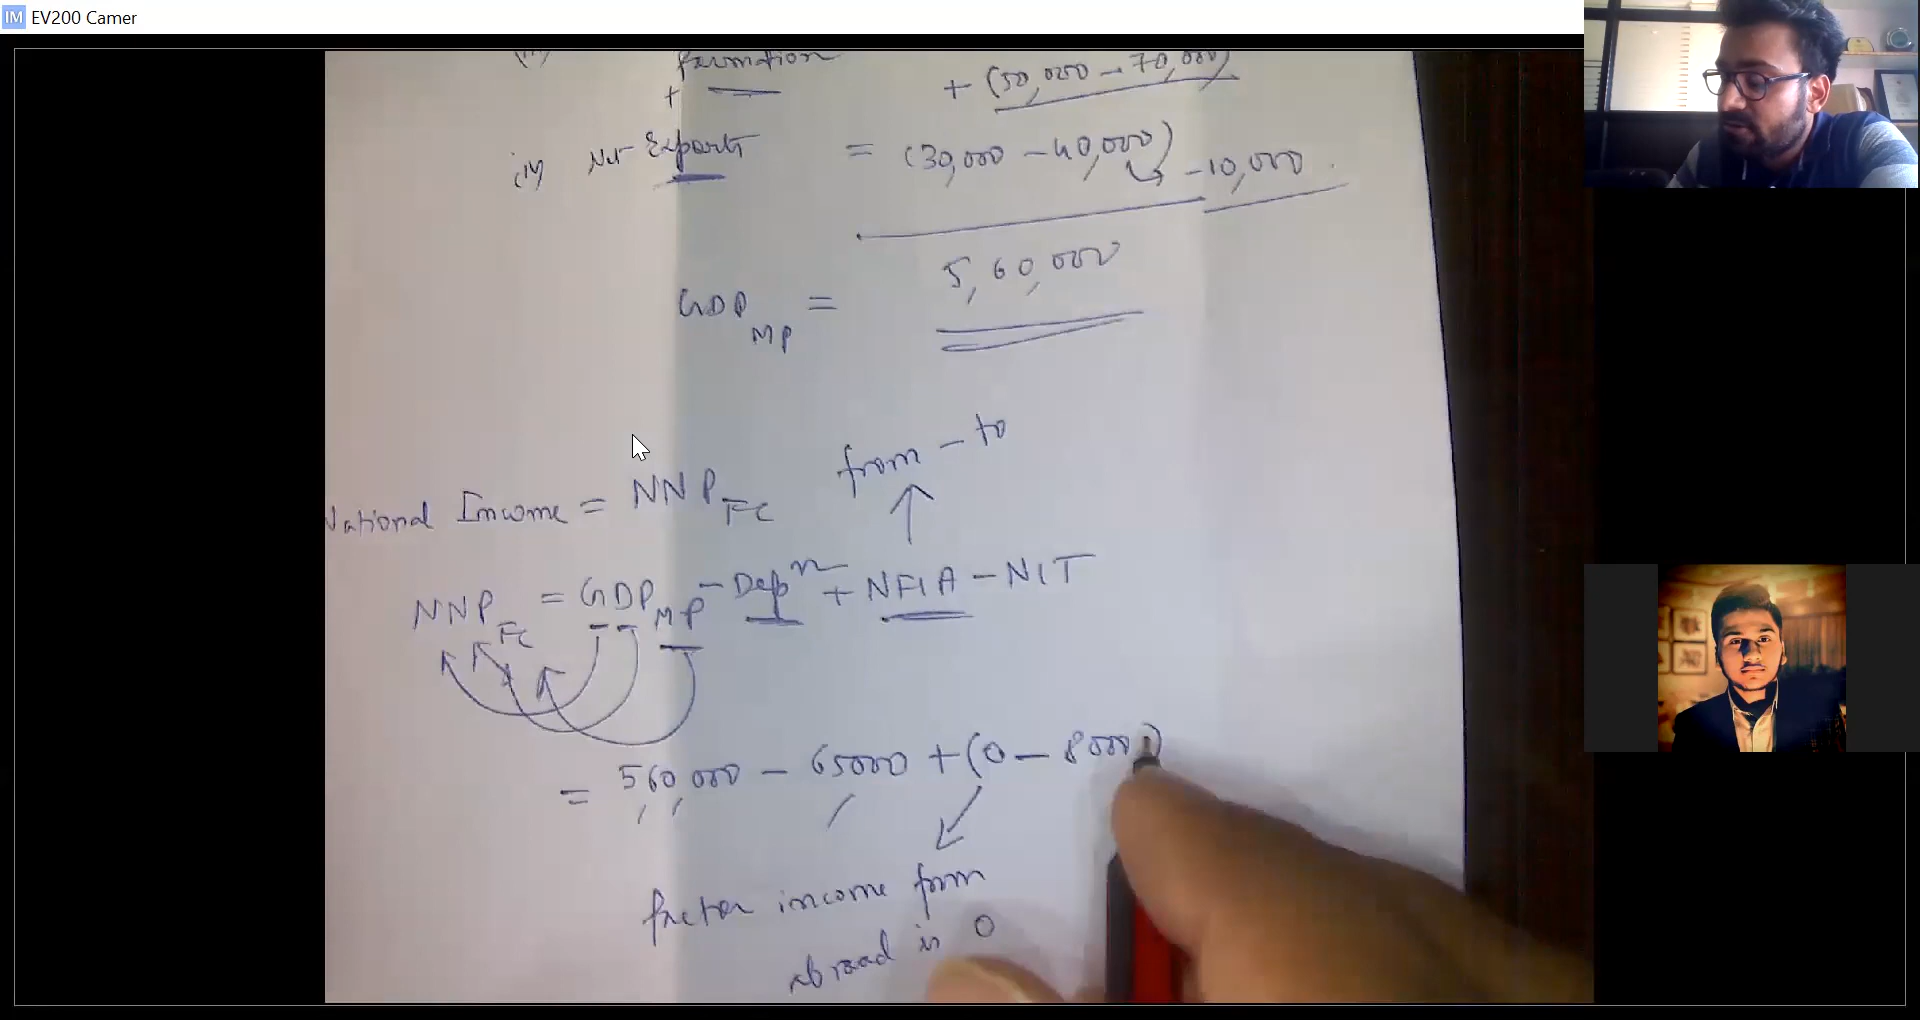 IM EV200 Camer
formation
+ (50,000 - 70,000)
+
(iv) Net Exports = (30,000 - 40,000)
→ -10,000
5,60,000
GDP MP =
from - to
National Income = NNP FC
NNP FC = GDP MP - Depn + NFIA - NIT
= 560,000 - 65000 + (0 - 8000)
factor income from
abroad is 0